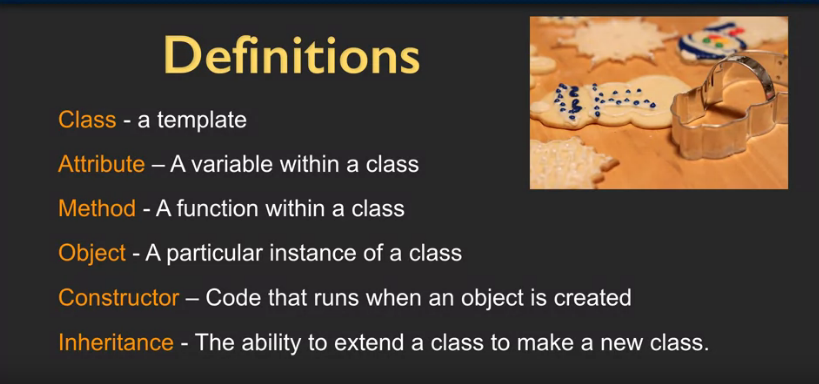 Definitions
Class - a template
Attribute – A variable within a class
Method - A function within a class
Object - A particular instance of a class
Constructor – Code that runs when an object is created
Inheritance - The ability to extend a class to make a new class.